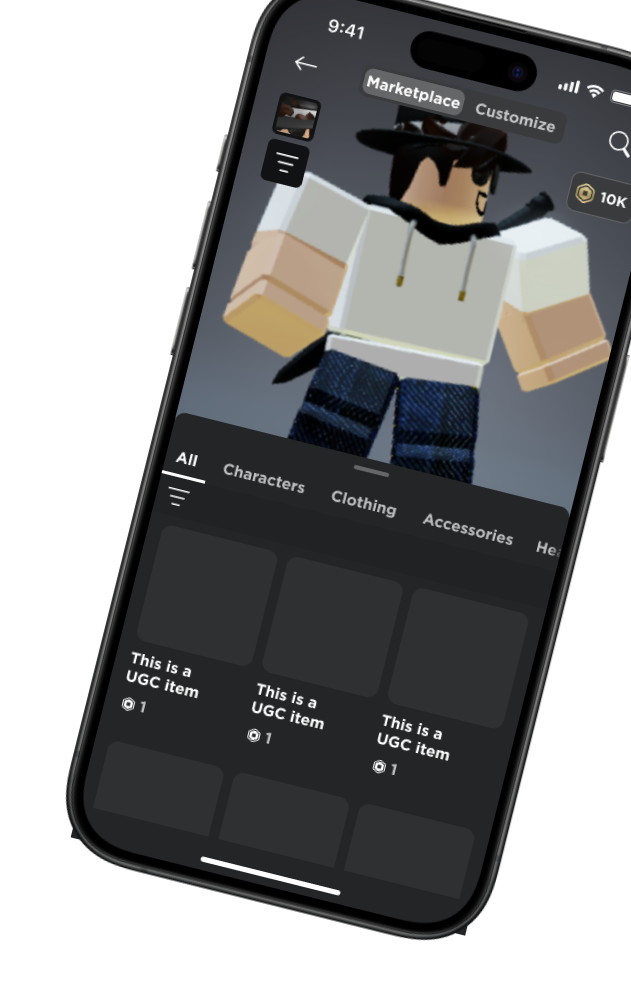 9:41
Marketplace
Customize
10K
All
Characters
Clothing
Accessories
He
This is a
UGC item
1
This is a
UGC item
1
This is a
UGC item
1